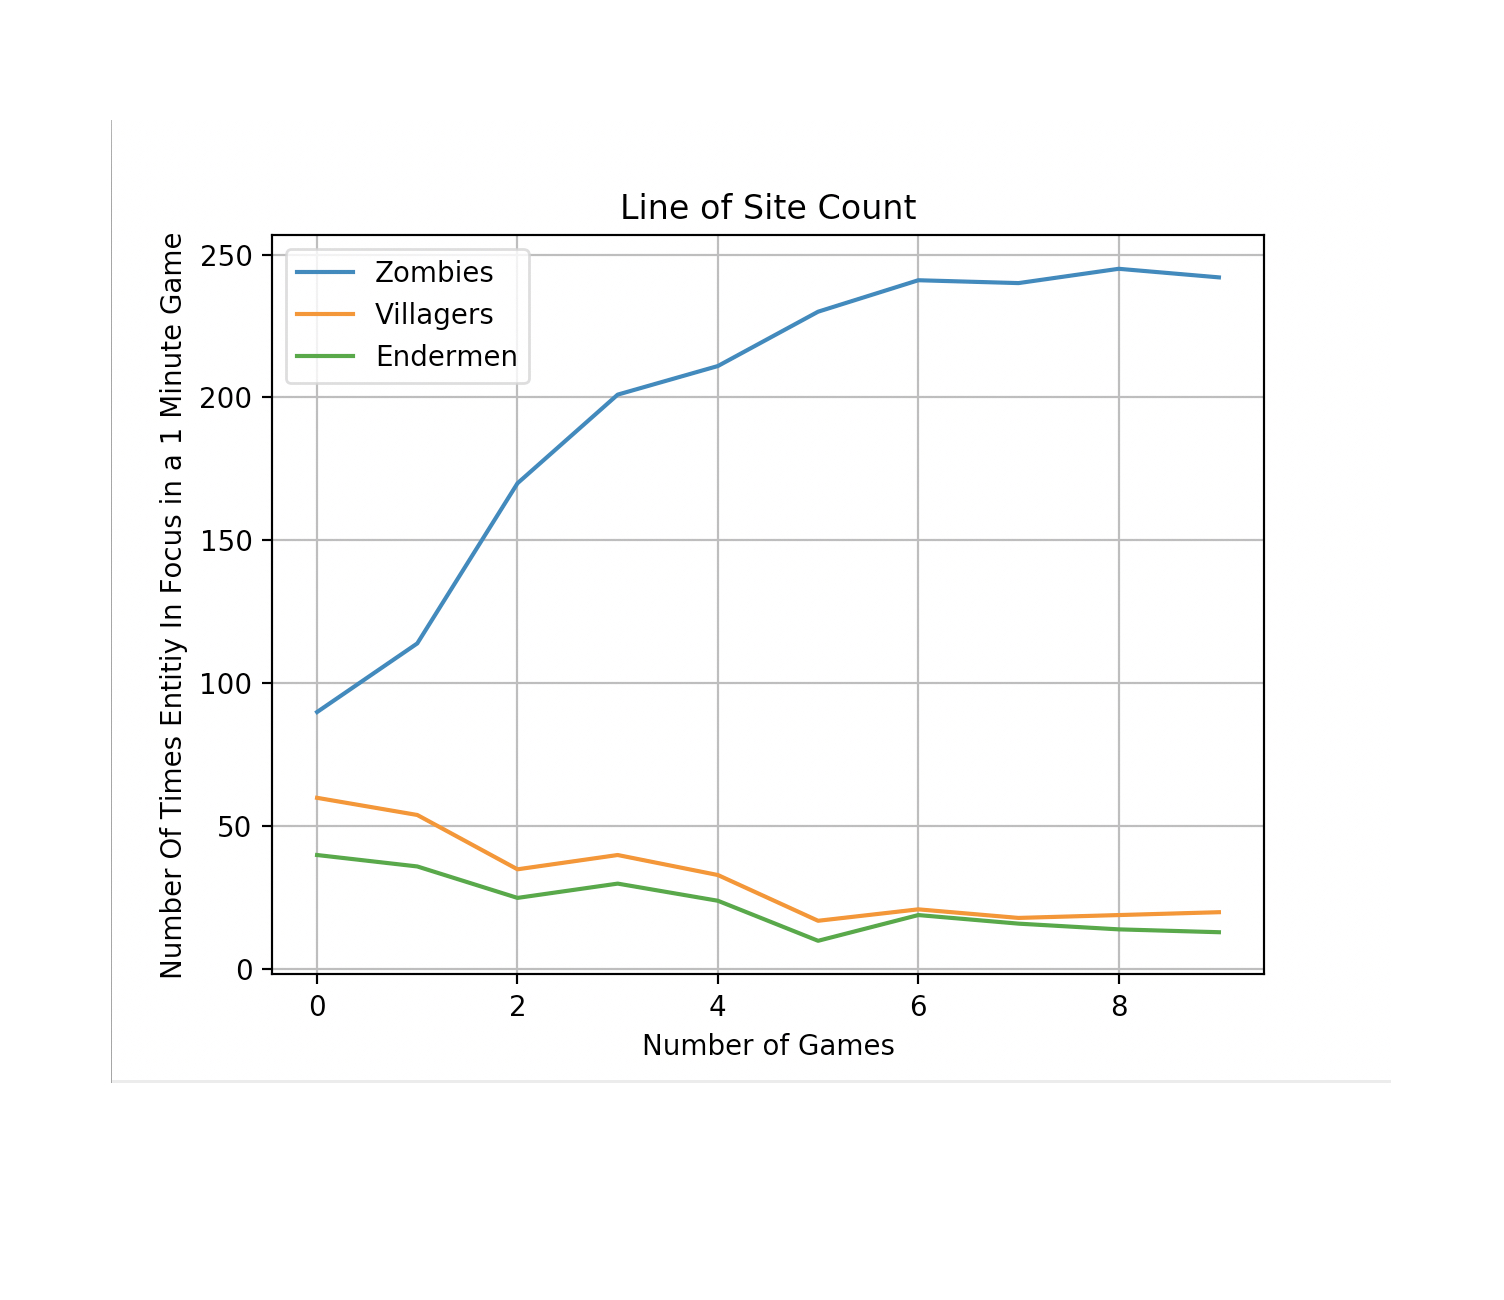 Line of Site Count
Number Of Times Entitiy In Focus in a 1 Minute Game
250
200
150
100
50
0
Zombies
Villagers
Endermen
0 2 4 6 8
Number of Games